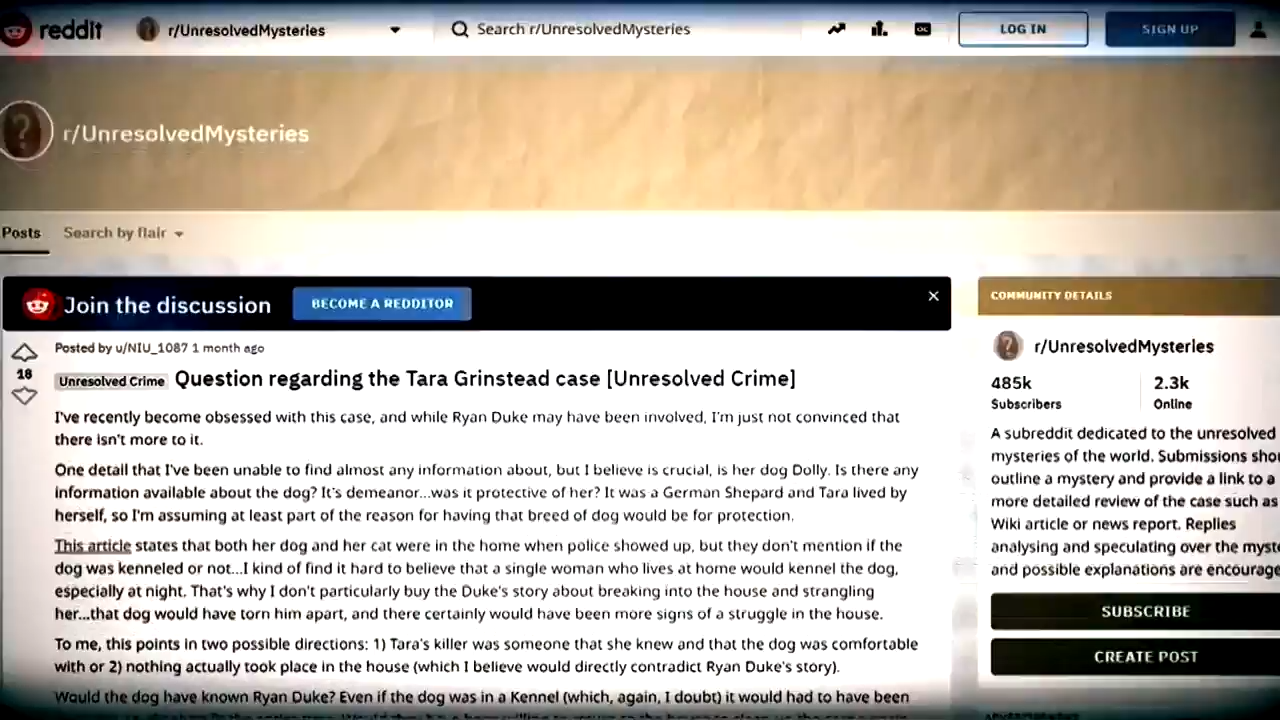 reddit
r/UnresolvedMysteries
Search r/UnresolvedMysteries
LOG IN
SIGN UP
r/UnresolvedMysteries
Posts
Search by flair
Join the discussion
BECOME A REDDITOR
Posted by u/NIU_1087 1 month ago
18
Unresolved Crime Question regarding the Tara Grinstead case [Unresolved Crime]
I've recently become obsessed with this case, and while Ryan Duke may have been involved, I'm just not convinced that
there isn't more to it.
One detail that I've been unable to find almost any information about, but I believe is crucial, is her dog Dolly. Is there any
information available about the dog? It's demeanor...was it protective of her? It was a German Shepard and Tara lived by
herself, so I'm assuming at least part of the reason for having that breed of dog would be for protection.
This article states that both her dog and her cat were in the home when police showed up, but they don't mention if the
dog was kenneled or not...I kind of find it hard to believe that a single woman who lives at home would kennel the dog,
especially at night. That's why I don't particularly buy the Duke's story about breaking into the house and strangling
her...that dog would have torn him apart, and there certainly would have been more signs of a struggle in the house.
To me, this points in two possible directions: 1) Tara's killer was someone that she knew and that the dog was comfortable
with or 2) nothing actually took place in the house (which I believe would directly contradict Ryan Duke's story).
Would the dog have known Ryan Duke? Even if the dog was in a Kennel (which, again, I doubt) it would had to have been
COMMUNITY DETAILS
r/UnresolvedMysteries
485k
2.3k
Subscribers
Online
A subreddit dedicated to the unresolved
mysteries of the world. Submissions shou
outline a mystery and provide a link to a
more detailed review of the case such as
Wiki article or news report. Replies
analysing and speculating over the myste
and possible explanations are encourage
SUBSCRIBE
CREATE POST